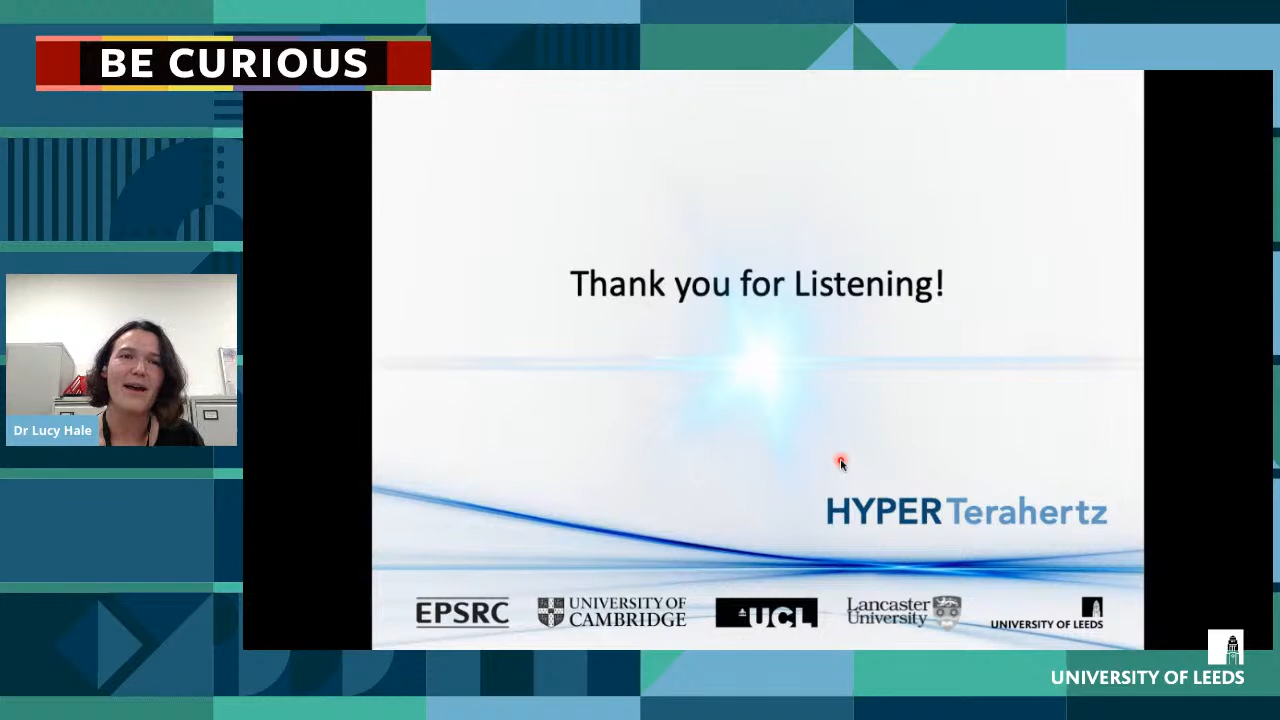 BE CURIOUS
Thank you for Listening!
Dr Lucy Hale
HYPER Terahertz
EPSRC
UNIVERSITY OF
CAMBRIDGE
UCL
Lancaster
University
UNIVERSITY OF LEEDS
UNIVERSITY OF LEEDS